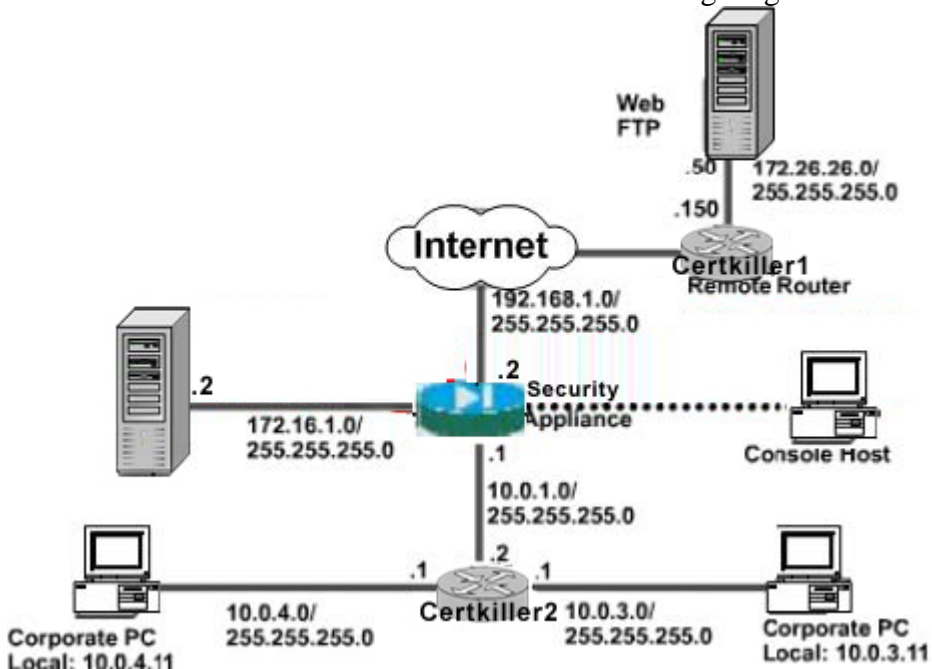 Web
FTP
.50
172.26.26.0/
255.255.255.0
.150
Internet
Certkiller1
Remote Router
192.168.1.0/
255.255.255.0
.2
.2
Security
Appliance
172.16.1.0/
255.255.255.0
Console Host
.1
10.0.1.0/
255.255.255.0
.2
.1
.1
Certkiller2
10.0.4.0/
255.255.255.0
10.0.3.0/
255.255.255.0
Corporate PC
Local: 10.0.4.11
Corporate PC
Local: 10.0.3.11